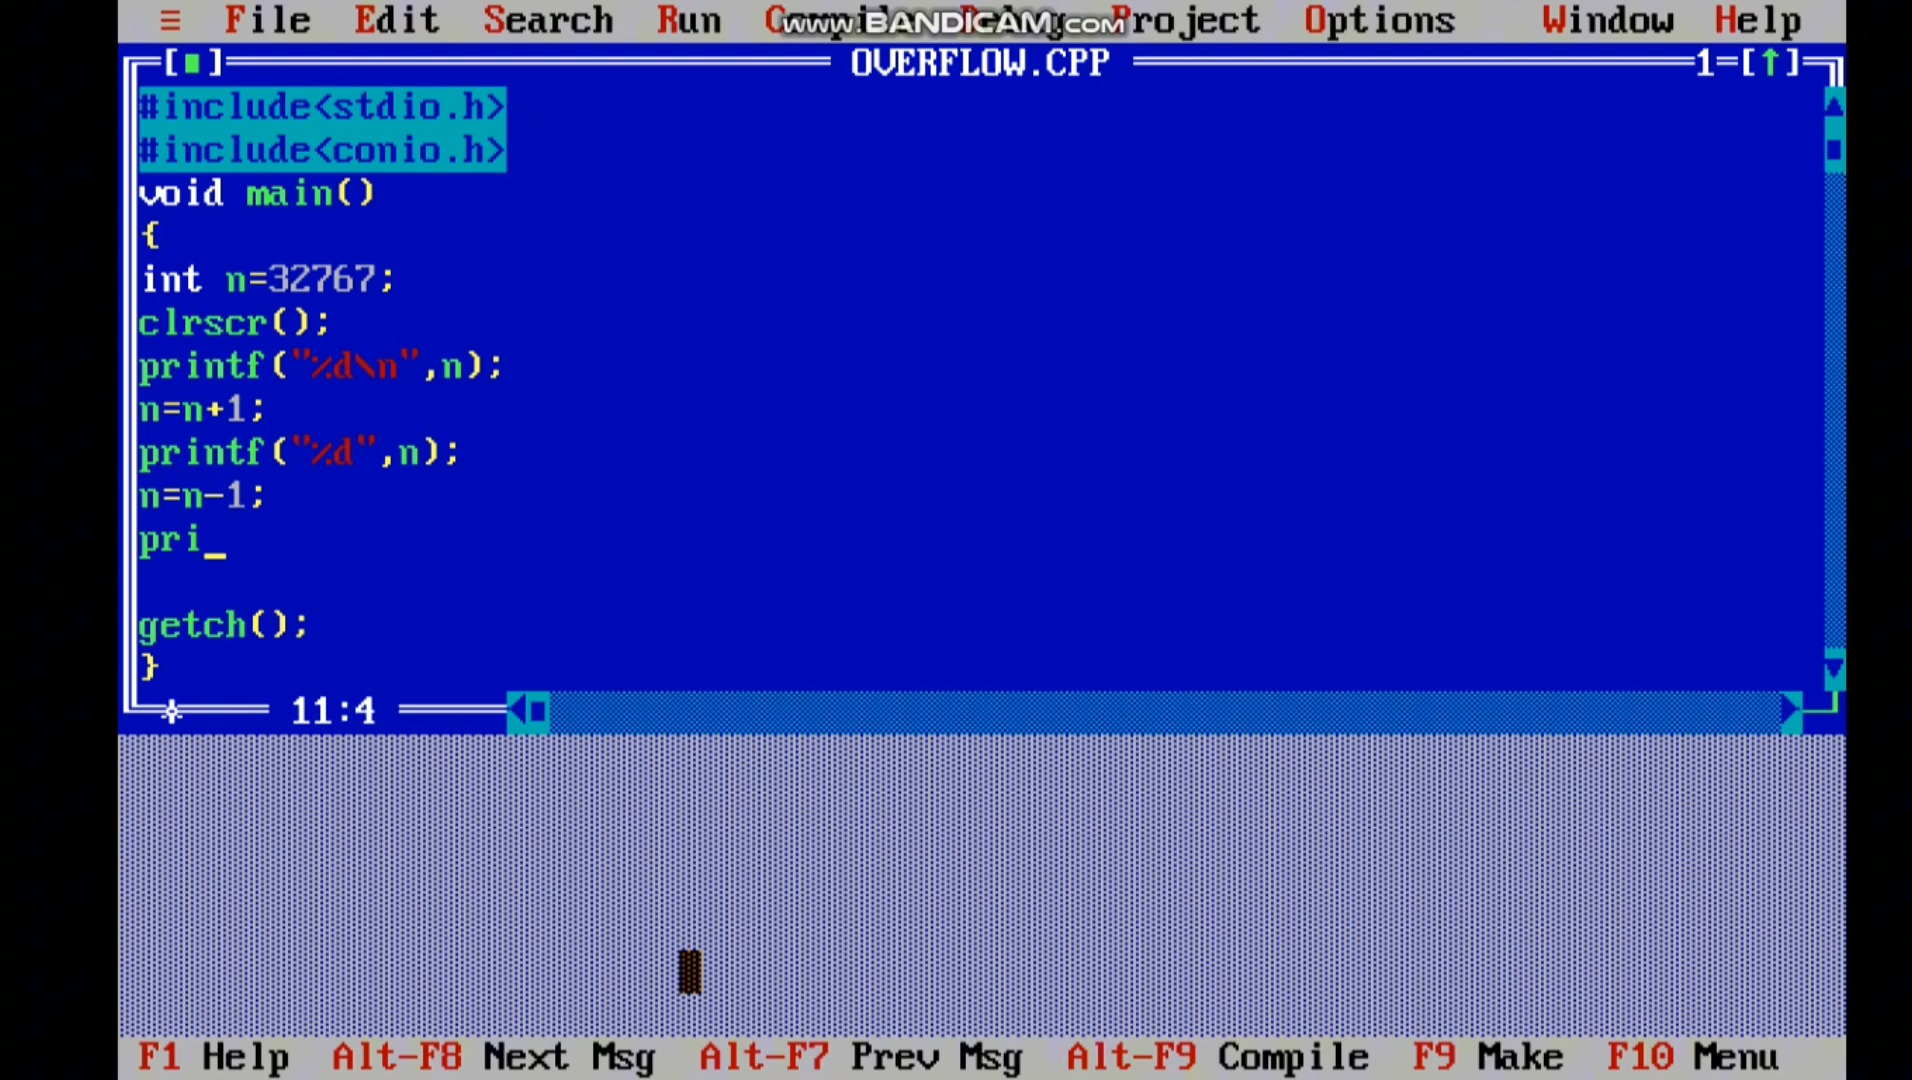 ≡ File Edit Search Run Compile Debug Project Options Window Help
www.BANDICAM.com
[■] OVERFLOW.CPP 1=[↑]
#include<stdio.h>
#include<conio.h>
void main()
{
int n=32767;
clrscr();
printf("%d\n",n);
n=n+1;
printf("%d",n);
n=n-1;
pri_
getch();
}
11:4
F1 Help Alt-F8 Next Msg Alt-F7 Prev Msg Alt-F9 Compile F9 Make F10 Menu